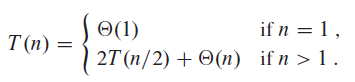 T(n) = { Θ(1) if n = 1 ,
2T(n/2) + Θ(n) if n > 1 .